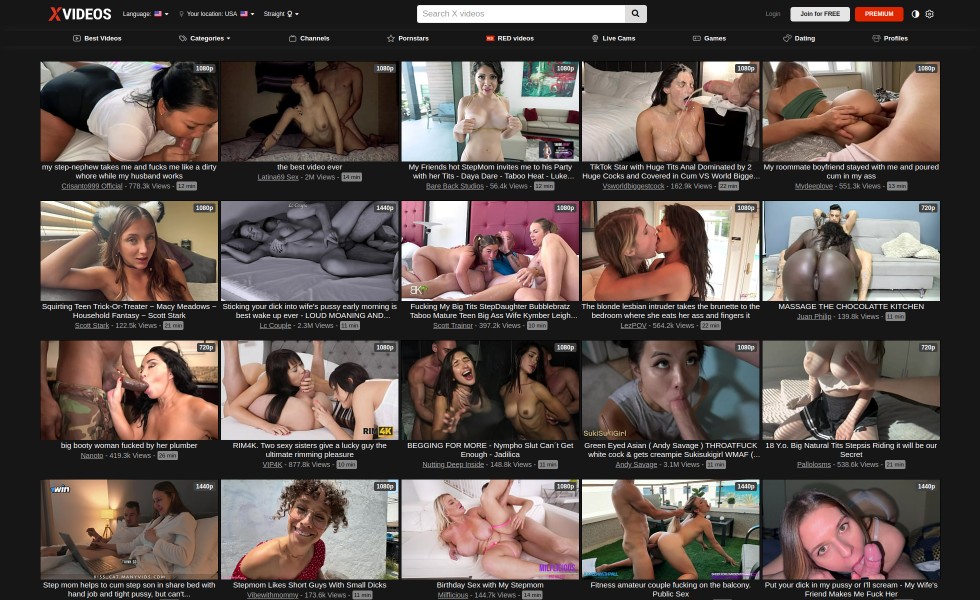 XVIDEOS
Language:
Your location: USA
Straight
Search X videos
Login
Join for FREE
PREMIUM
Best Videos
Categories
Channels
Pornstars
RED videos
Live Cams
Games
Dating
Profiles
1080p
1080p
1080p
1080p
1080p
my step-nephew takes me and fucks me like a dirty
whore while my husband works
Crisanto999 Official - 778.3k Views - 12 min
the best video ever
Latina69 Sex - 2M Views - 14 min
My Friends hot StepMom invites me to his Party
with her Tits - Daya Dare - Taboo Heat - Luke...
Bare Back Studios - 56.4k Views - 12 min
TikTok Star with Huge Tits Anal Dominated by 2
Huge Cocks and Covered in Cum VS World Bigge...
Vsworldbiggestock - 162.9k Views - 22 min
My roommate boyfriend stayed with me and poured
cum in my ass
Mydeeplove - 551.3k Views - 13 min
1080p
1440p
1080p
1080p
720p
Squirting Teen Trick-Or-Treater ~ Macy Meadows ~
Household Fantasy ~ Scott Stark
Scott Stark - 122.5k Views - 21 min
Lc Couple
Sticking your dick into wife's pussy early morning is
best wake up ever - LOUD MOANING AND...
Lc Couple - 2.3M Views - 11 min
Fucking My Big Tits StepDaughter Bubblebratz
Taboo Mature Teen Big Ass Wife Kymber Leigh...
Scott Trainor - 397.2k Views - 10 min
The blonde lesbian intruder takes the brunette to the
bedroom where she eats her ass and fingers it
LezPOV - 564.2k Views - 22 min
MASSAGE THE CHOCOLATTE KITCHEN
Juan Philip - 139.8k Views - 11 min
720p
RIM4K
1080p
1080p
SukiSukiGirl
1080p
720p
big booty woman fucked by her plumber
Nanoto - 419.3k Views - 26 min
RIM4K. Two sexy sisters give a lucky guy the
ultimate rimming pleasure
VIP4K - 877.8k Views - 10 min
BEGGING FOR MORE - Nympho Slut Can´t Get
Enough - Jadilica
Nutting Deep Inside - 148.8k Views - 11 min
Green Eyed Asian ( Andy Savage ) THROATFUCK
white cock & gets creampie Sukisukigirl WMAF (...
Andy Savage - 3.1M Views - 11 min
18 Y.o. Big Natural Tits Stepsis Riding it will be our
Secret
Pallolosms - 538.6k Views - 21 min
1win
1440p
1080p
1080p
1440p
1440p
Step mom helps to cum step son in share bed with
hand job and tight pussy, but can't...
Stepmom Likes Short Guys With Small Dicks
Vibewithmommy - 173.6k Views - 11 min
Birthday Sex with My Stepmom
Milflicious - 144.7k Views - 14 min
Fitness amateur couple fucking on the balcony.
Public Sex
Put your dick in my pussy or I'll scream - My Wife's
Friend Makes Me Fuck Her